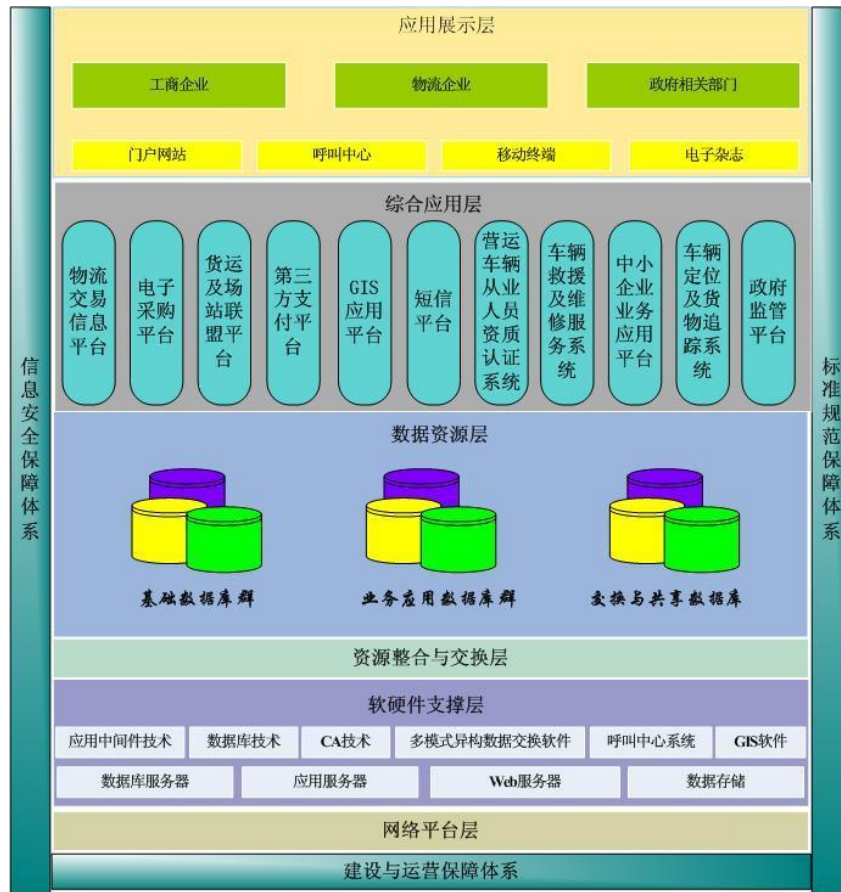 应用展示层
工商企业
物流企业
政府相关部门
门户网站
呼叫中心
移动终端
电子杂志
综合应用层
物流
交易
信息
平台
电子
采购
平台
货运
及场
站联
盟平
台
第三
方支
付平
台
GIS
应用
平台
短信
平台
营运
车辆
从业
人员
资质
认证
系统
车辆
救援
及维
修服
务系
统
中小
企业
业务
应用
平台
车辆
定位
及货
物追
踪系
统
政府
监管
平台
数据资源层
基础数据库群
业务应用数据库群
交换与共享数据库
资源整合与交换层
软硬件支撑层
应用中间件技术
数据库技术
CA技术
多模式异构数据交换软件
呼叫中心系统
GIS软件
数据库服务器
应用服务器
Web服务器
数据存储
网络平台层
建设与运营保障体系
信息安全保障体系
标准规范保障体系